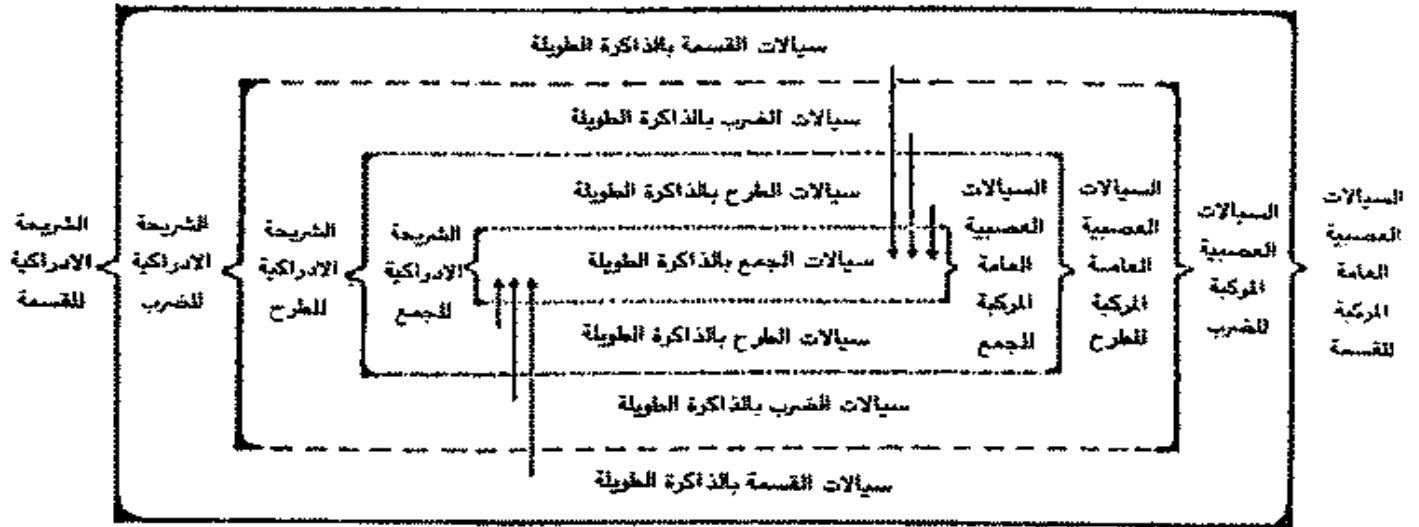 سيالات القسمة بالذاكرة الطويلة
سيالات الضرب بالذاكرة الطويلة
سيالات الطرح بالذاكرة الطويلة
سيالات الجمع بالذاكرة الطويلة
سيالات الطرح بالذاكرة الطويلة
سيالات الضرب بالذاكرة الطويلة
سيالات القسمة بالذاكرة الطويلة
السيالات
العصبية
العامة
المركبة
للقسمة
السيالات
العصبية
المركبة
للضرب
السيالات
العصبية
العامة
المركبة
للطرح
السيالات
العصبية
العامة
المركبة
للجمع
الشريحة
الادراكية
للجمع
الشريحة
الادراكية
للطرح
الشريحة
الادراكية
للضرب
الشريحة
الادراكية
للقسمة